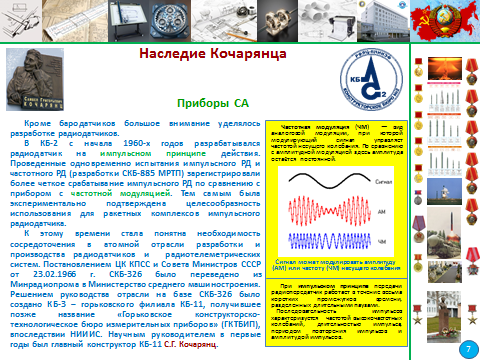 Наследие Кочарянца
Приборы СА
КБ
АС
2
КОНСТРУКТОРСКОЕ БЮРО №2
КОЧАРЯНЦ
Кроме бародатчиков большое внимание уделялось
разработке радиодатчиков.
В КБ-2 с начала 1960-х годов разрабатывался
радиодатчик на импульсном принципе действия.
Проведенные одновременно испытания импульсного РД и
частотного РД (разработки СКБ-885 МРТП) зарегистрировали
более четкое срабатывание импульсного РД по сравнению с
прибором с частотной модуляцией. Тем самым была
экспериментально подтверждена целесообразность
использования для ракетных комплексов импульсного
радиодатчика.
К этому времени стала понятна необходимость
сосредоточения в атомной отрасли разработки и
производства радиодатчиков и радиотелеметрических
систем. Постановлением ЦК КПСС и Совета Министров СССР
от 23.02.1966 г. СКБ-326 было переведено из
Минрадиопрома в Министерство среднего машиностроения.
Решением руководства отрасли на базе СКБ-326 было
создано КБ-3 – горьковского филиала КБ-11, получившее
позже название «Горьковское конструкторско-
технологическое бюро измерительных приборов» (ГКТБИП),
впоследствии НИИИС. Научным руководителем в первые
годы был главный конструктор КБ-11 С.Г. Кочарянц.
Частотная модуляция (ЧМ) – вид
аналоговой модуляции, при которой
модулирующий сигнал управляет
частотой несущего колебания. По сравнению
с амплитудной модуляцией здесь амплитуда
остаётся постоянной.
Сигнал
АМ
ЧМ
Сигнал может модулировать амплитуду
(АМ) или частоту (ЧМ) несущего колебания
При импульсном принципе передачи
радиопередатчик работает в течение весьма
коротких промежутков времени,
разделенных длительными паузами.
Последовательность импульсов
характеризуется частотой высокочастотных
колебаний, длительностью импульса,
периодом повторения импульсов и
амплитудой импульсов.
7